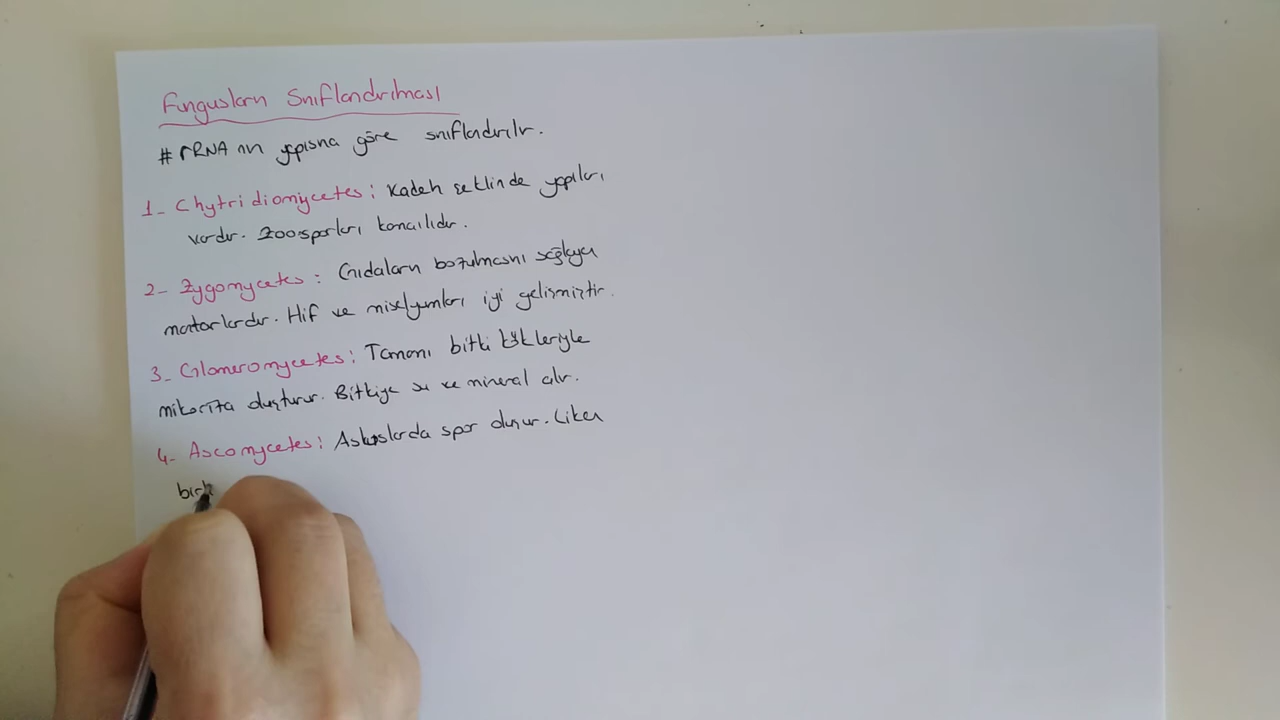 Fungusların Sınıflandırılması
# rRNA nın yapısına göre sınıflandırılır.
1- Chytridiomycetes: Kadeh şeklinde yapıları
vardır. Zoosporları kamçılıdır.
2- Zygomycetes: Gıdaların bozulmasını sağlayan
mantarlardır. Hif ve miselyumları iyi gelişmiştir.
3- Glomeromycetes: Tamamı bitki kökleriyle
mikoriza oluşturur. Bitkiye su ve mineral alır.
4- Ascomycetes: Askuslarda spor oluşur. Liken